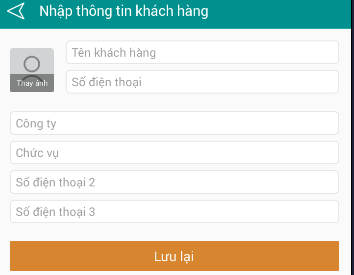 Nhập thông tin khách hàng
Tên khách hàng
Thay ảnh
Số điện thoại
Công ty
Chức vụ
Số điện thoại 2
Số điện thoại 3
Lưu lại